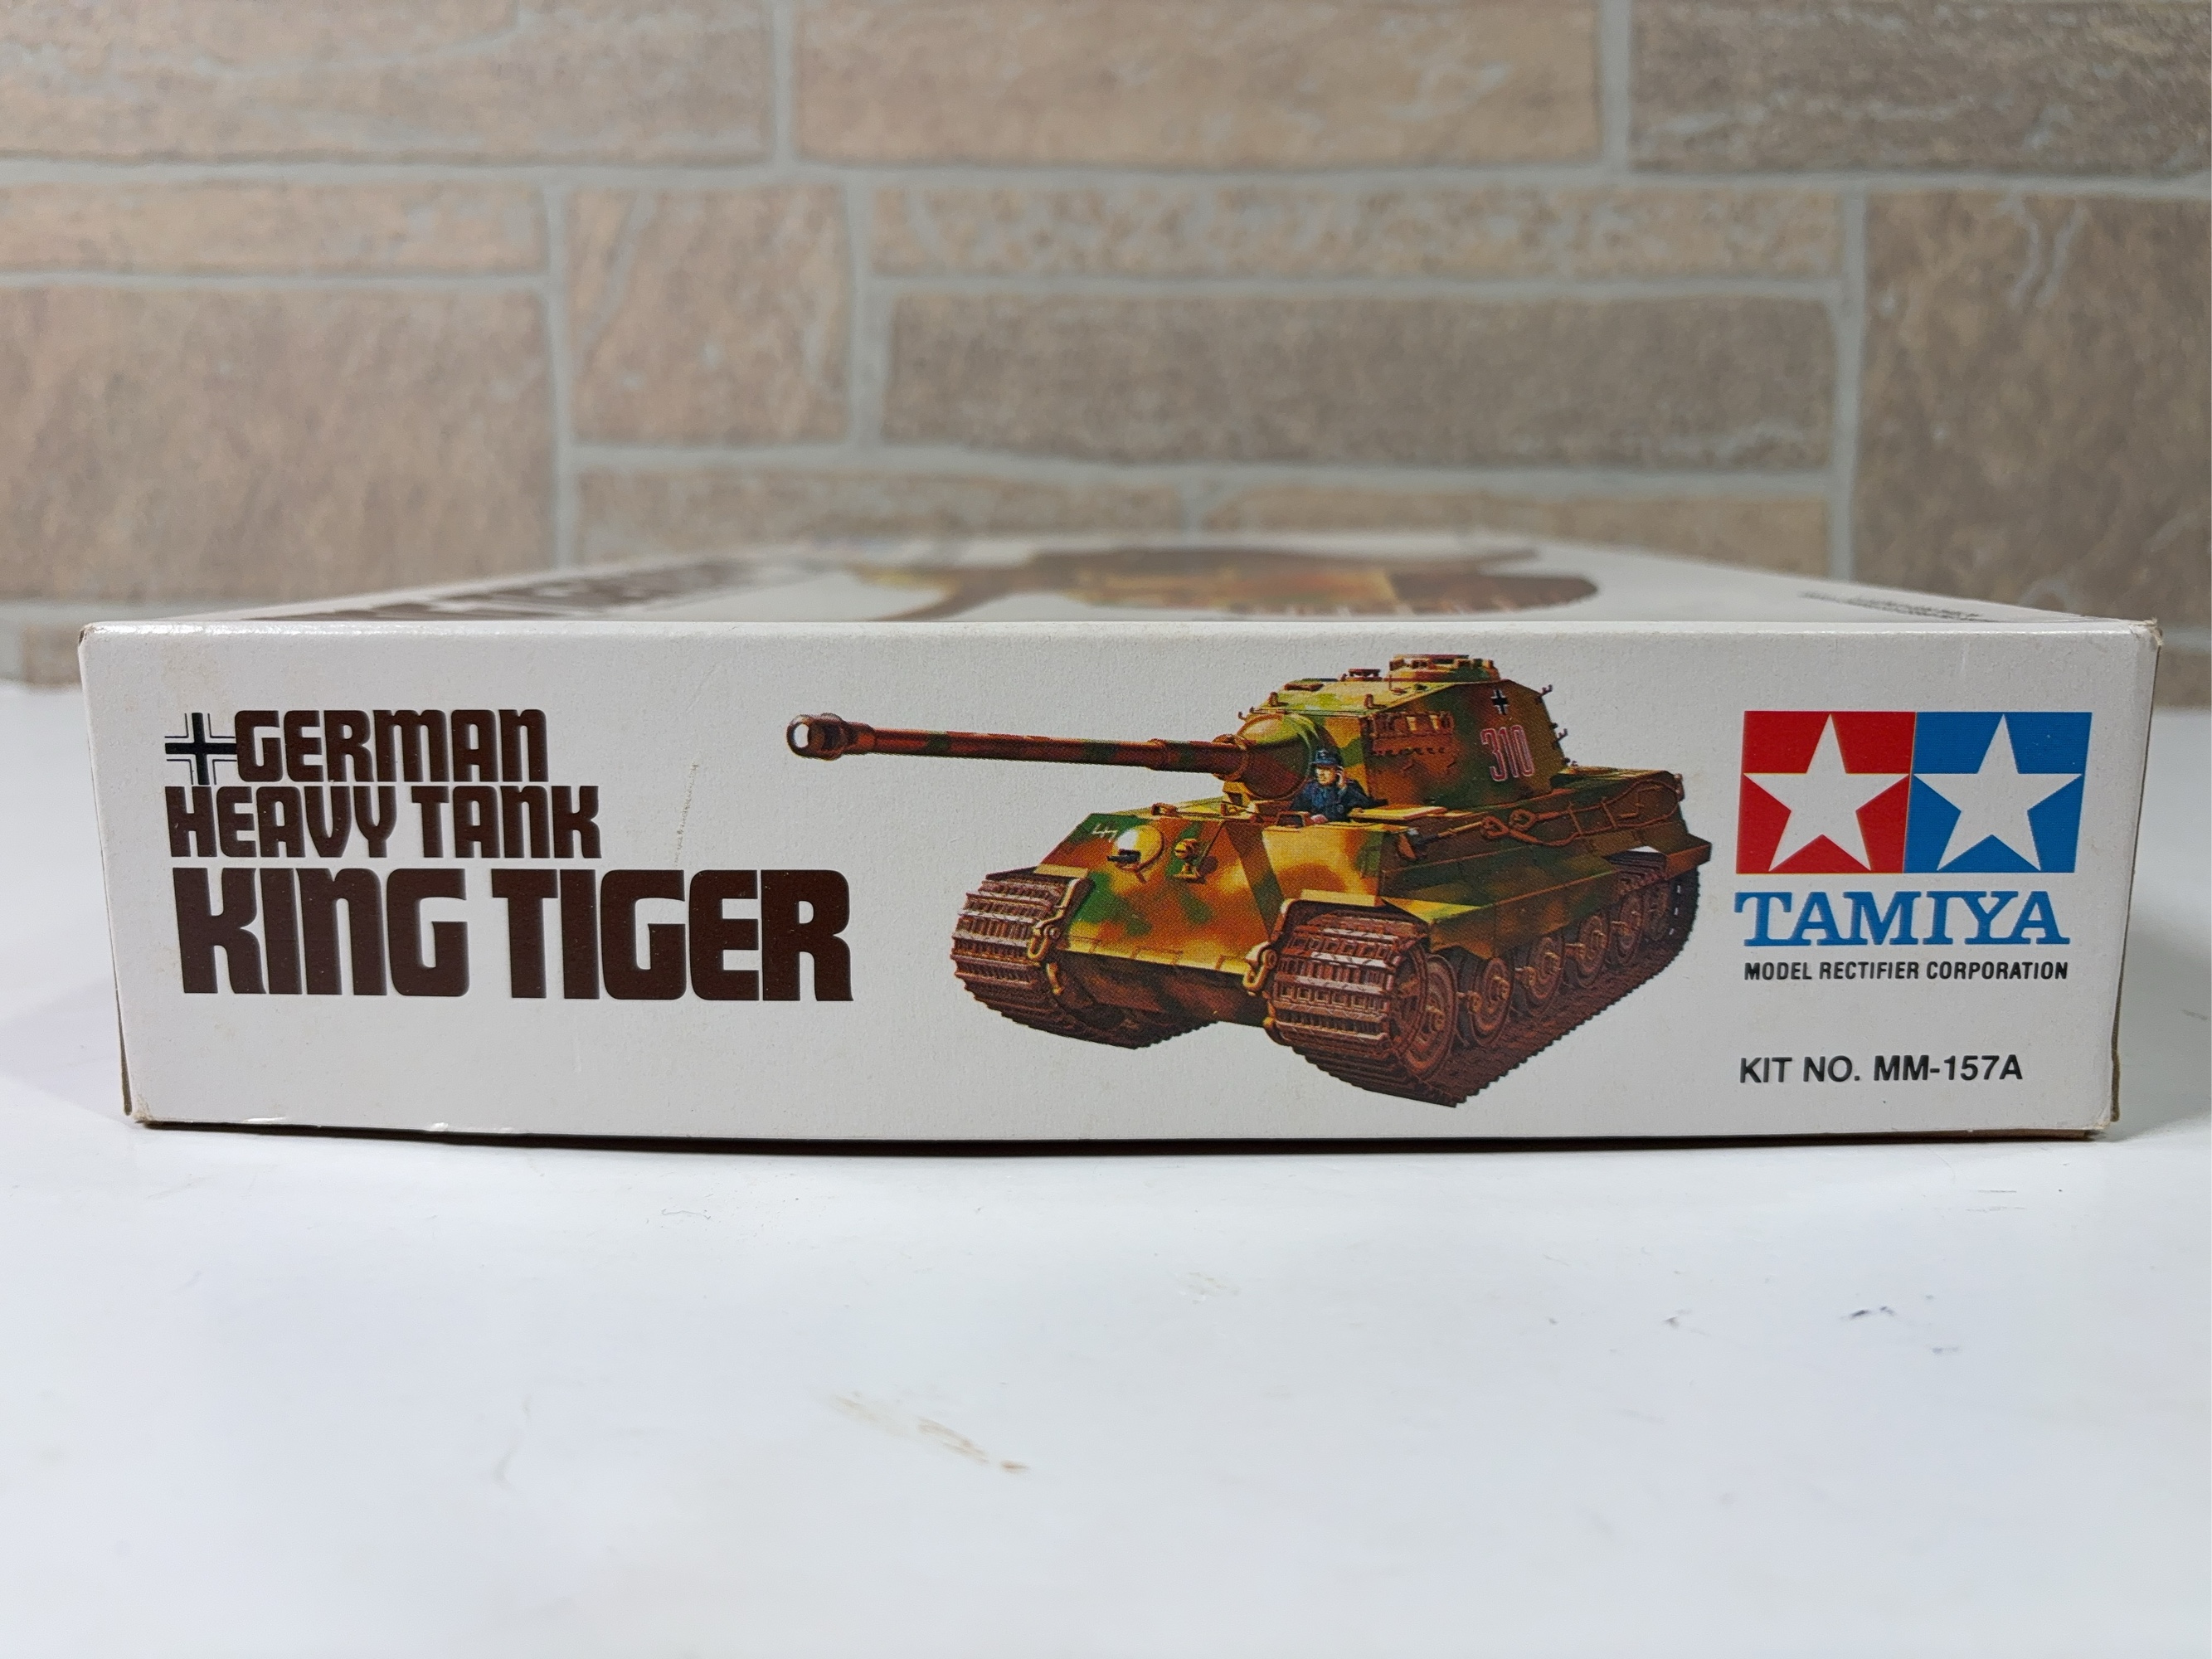 GERMAN
HEAVY TANK
KING TIGER
310
TAMIYA
MODEL RECTIFIER CORPORATION
KIT NO. MM-157A